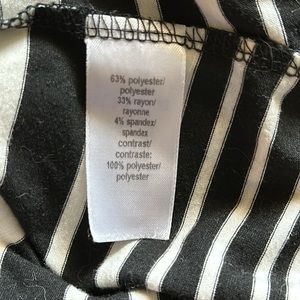 63% polyester/
polyester
33% rayon/
rayonne
4% spandex/
spandex
contrast/
contraste:
100% polyester/
polyester